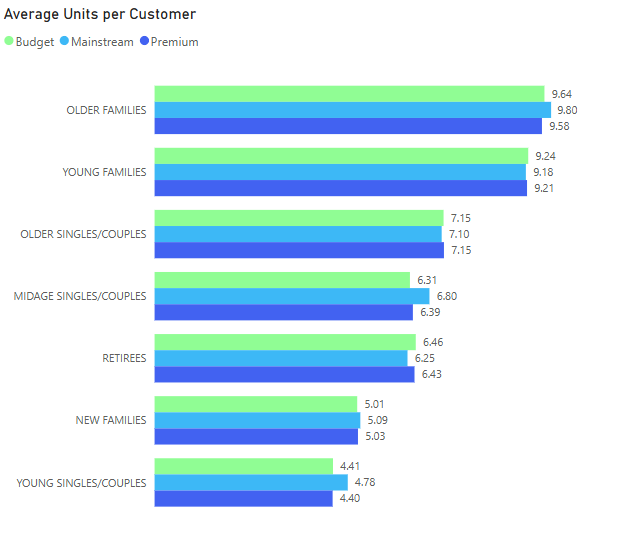 Average Units per Customer
Budget Mainstream Premium
OLDER FAMILIES
9.64
9.80
9.58
YOUNG FAMILIES
9.24
9.18
9.21
OLDER SINGLES/COUPLES
7.15
7.10
7.15
MIDAGE SINGLES/COUPLES
6.31
6.80
6.39
RETIREES
6.46
6.25
6.43
NEW FAMILIES
5.01
5.09
5.03
YOUNG SINGLES/COUPLES
4.41
4.78
4.40